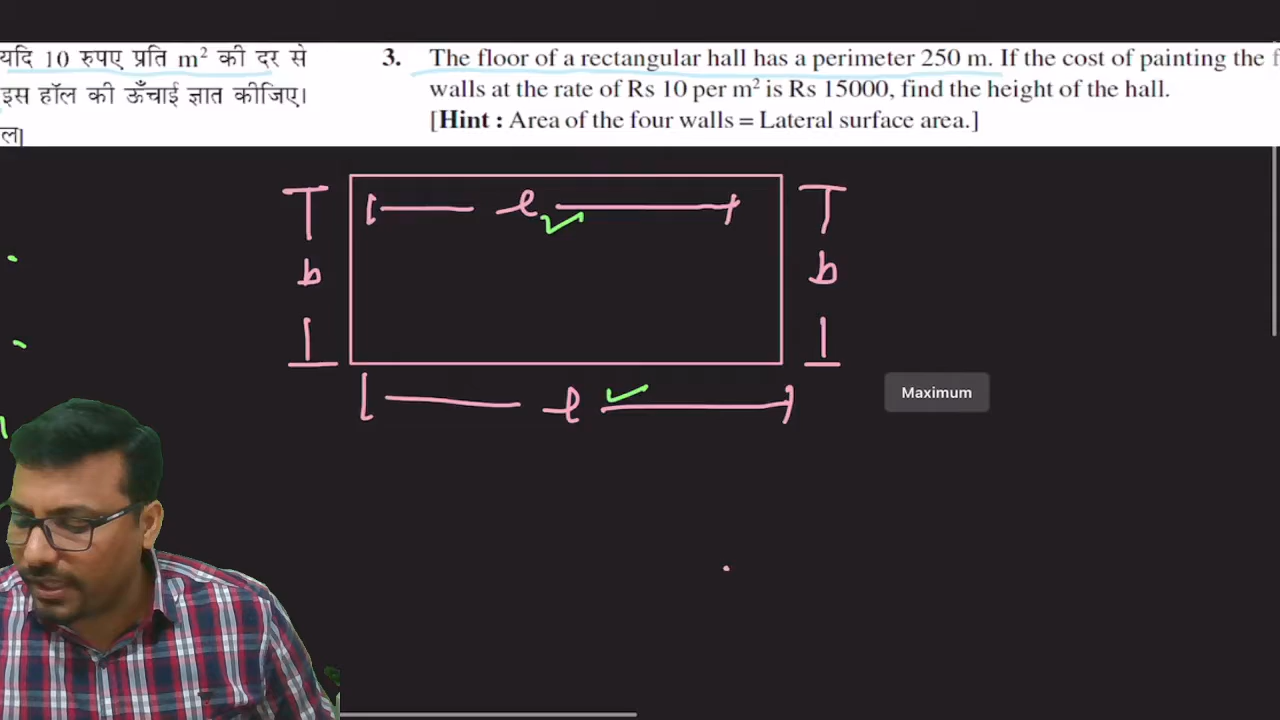 यदि 10 रुपए प्रति m² की दर से
इस हॉल की ऊँचाई ज्ञात कीजिए।
3. The floor of a rectangular hall has a perimeter 250 m. If the cost of painting the f
walls at the rate of Rs 10 per m² is Rs 15000, find the height of the hall.
[Hint : Area of the four walls = Lateral surface area.]
l
b
b
l
Maximum